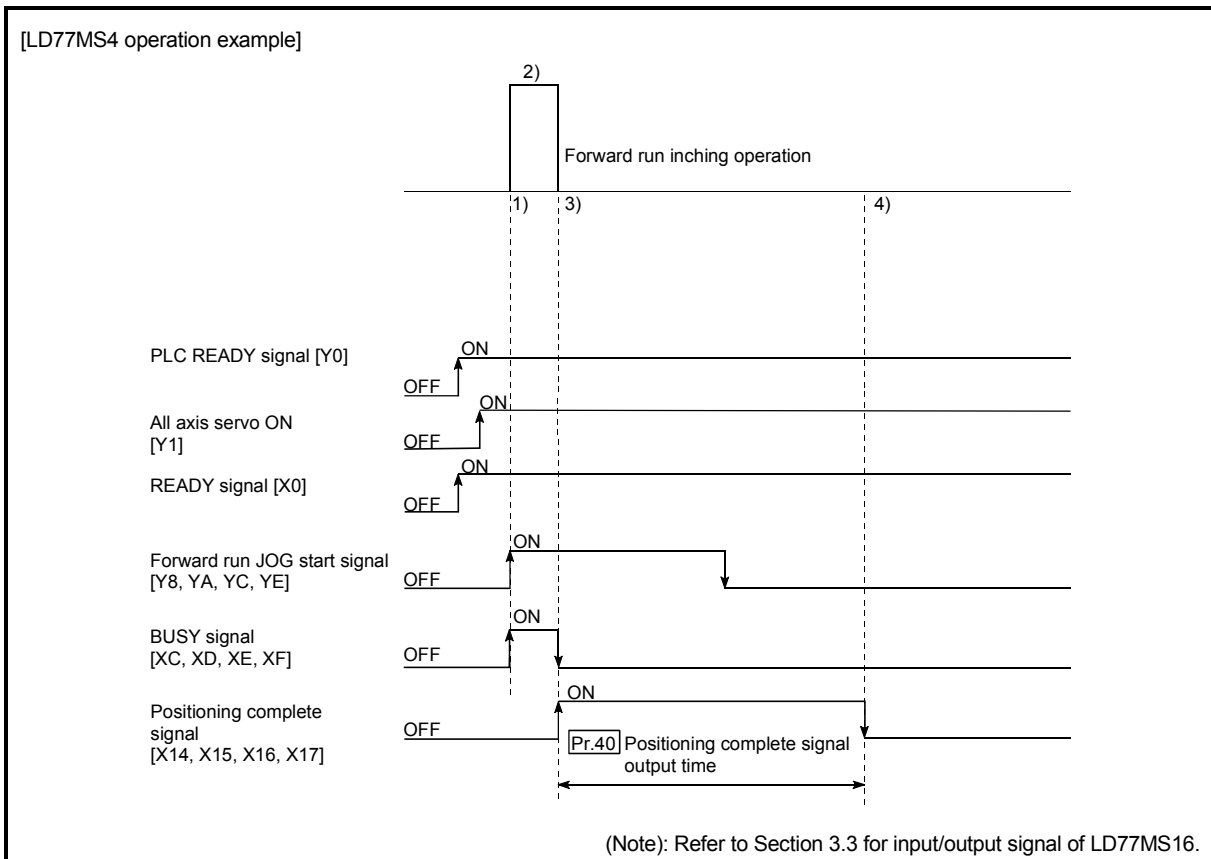 [LD77MS4 operation example]
2)
Forward run inching operation
1) 3) 4)
PLC READY signal [Y0]
ON
OFF
All axis servo ON
[Y1]
ON
OFF
READY signal [X0]
ON
OFF
Forward run JOG start signal
[Y8, YA, YC, YE]
ON
OFF
BUSY signal
[XC, XD, XE, XF]
ON
OFF
Positioning complete
signal
[X14, X15, X16, X17]
ON
OFF
Pr.40 Positioning complete signal
output time
(Note): Refer to Section 3.3 for input/output signal of LD77MS16.